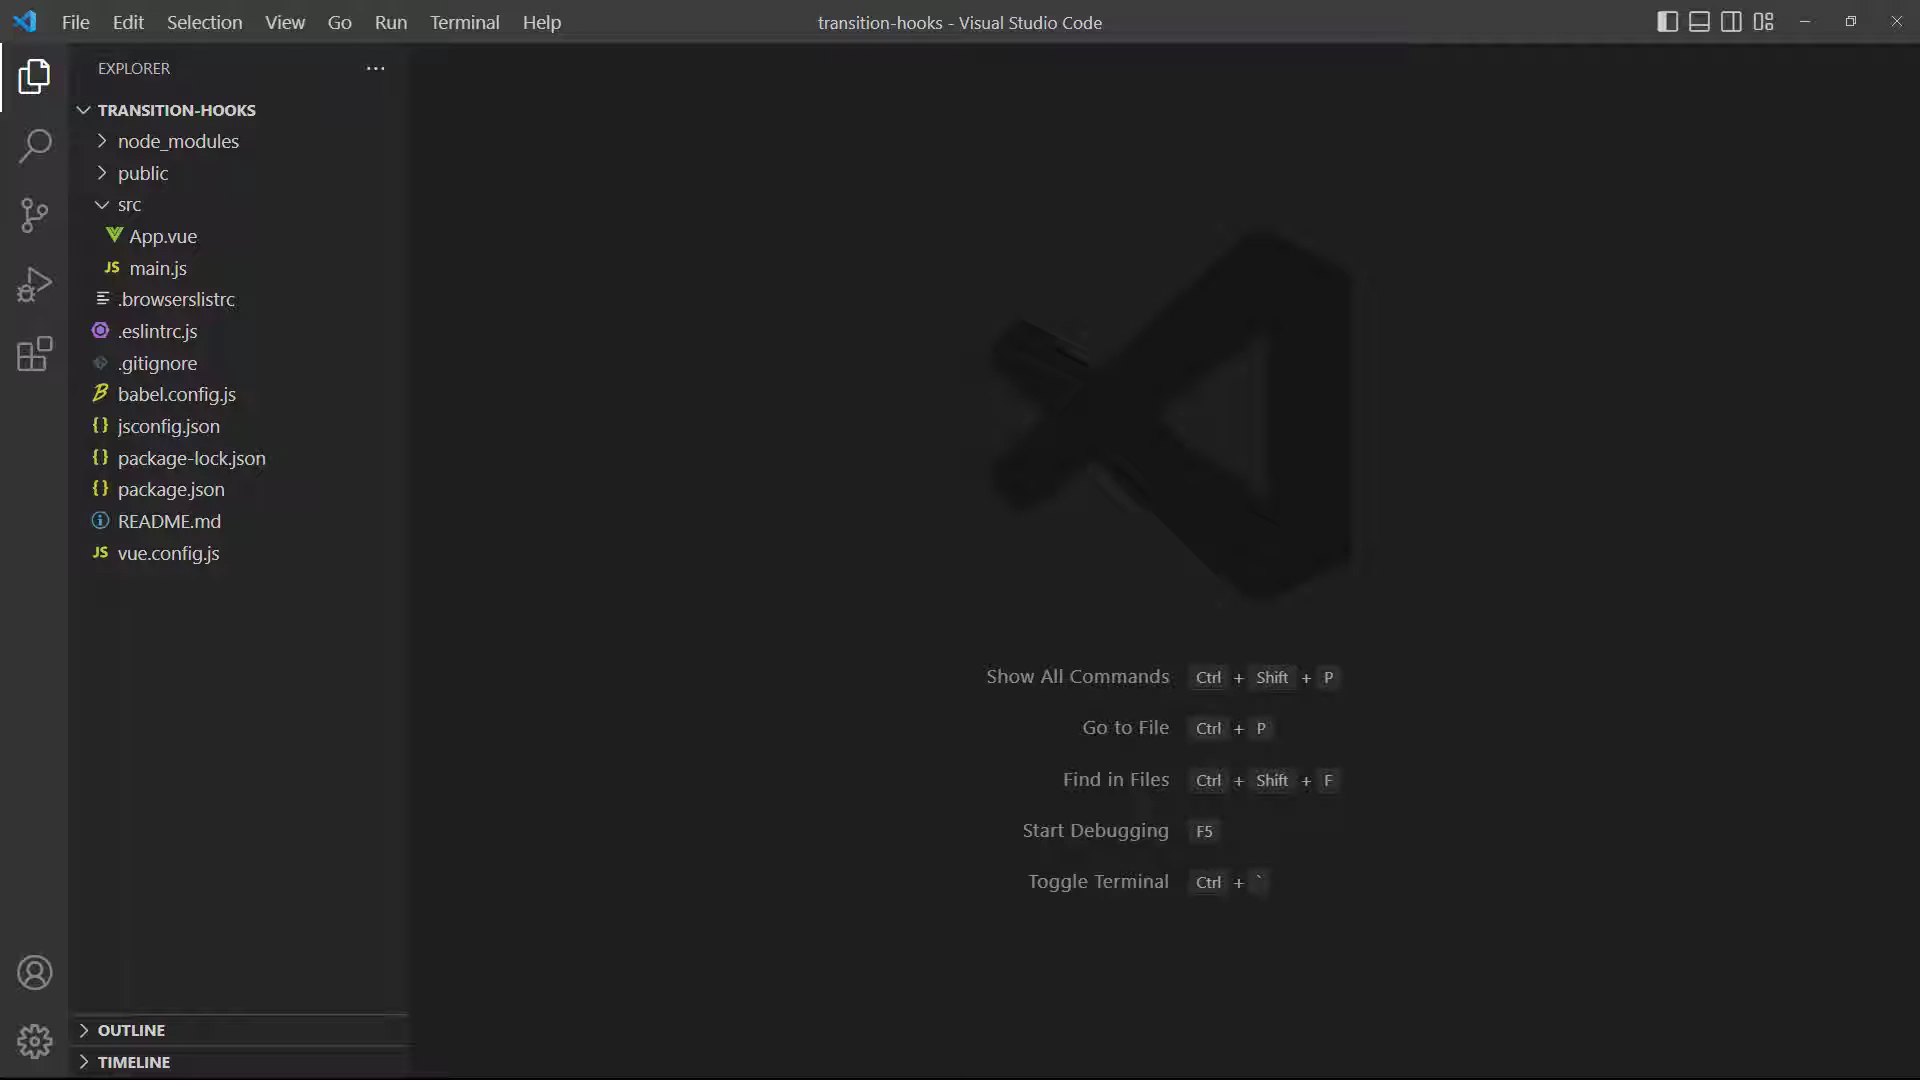 File Edit Selection View Go Run Terminal Help
transition-hooks - Visual Studio Code
EXPLORER
TRANSITION-HOOKS
node_modules
public
src
App.vue
JS main.js
.browserslistrc
.eslintrc.js
.gitignore
babel.config.js
{} jsconfig.json
{} package-lock.json
{} package.json
README.md
JS vue.config.js
OUTLINE
TIMELINE
Show All Commands Ctrl + Shift + P
Go to File Ctrl + P
Find in Files Ctrl + Shift + F
Start Debugging F5
Toggle Terminal Ctrl + `